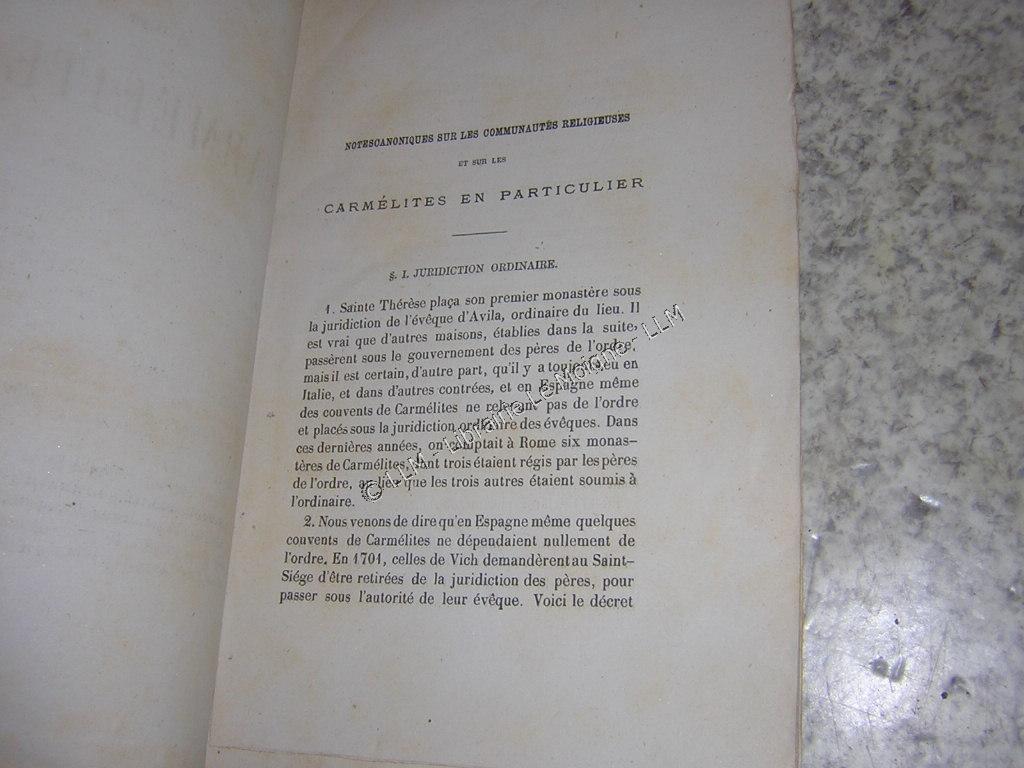 NOTESCANONIQUES SUR LES COMMUNAUTÉS RELIGIEUSES
ET SUR LES
CARMÉLITES EN PARTICULIER
§. I. JURIDICTION ORDINAIRE.
1. Sainte Thérèse plaça son premier monastère sous
la juridiction de l'évêque d'Avila, ordinaire du lieu. Il
est vrai que d'autres maisons, établies dans la suite,
passèrent sous le gouvernement des pères de l'ordre,
mais il est certain, d'autre part, qu'il y a toujours eu en
Italie, et dans d'autres contrées, et en Espagne même
des couvents de Carmélites ne relevant pas de l'ordre
et placés sous la juridiction ordinaire des évêques. Dans
ces dernières années, on comptait à Rome six monas-
tères de Carmélites, dont trois étaient régis par les pères
de l'ordre, au lieu que les trois autres étaient soumis à
l'ordinaire.
2. Nous venons de dire qu'en Espagne même quelques
couvents de Carmélites ne dépendaient nullement de
l'ordre. En 1701, celles de Vich demandèrent au Saint-
Siége d'être retirées de la juridiction des pères, pour
passer sous l'autorité de leur évêque. Voici le décret
© LLM - Librairie Le Moigne - LLM